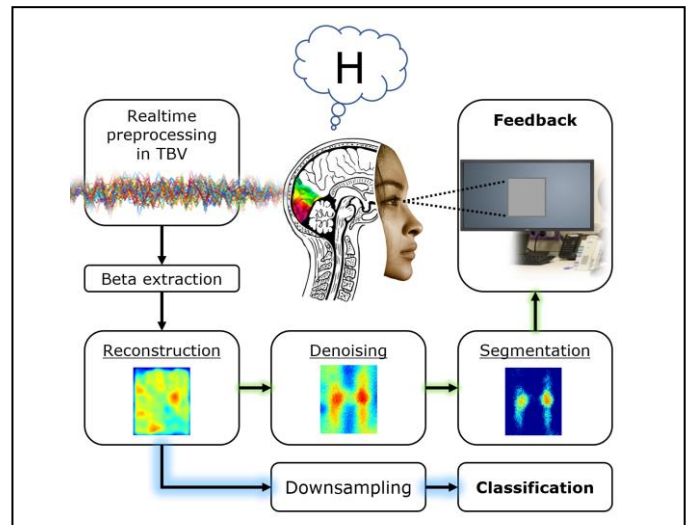 H
Realtime
preprocessing
in TBV
Feedback
Beta extraction
Reconstruction
Denoising
Segmentation
Downsampling
Classification